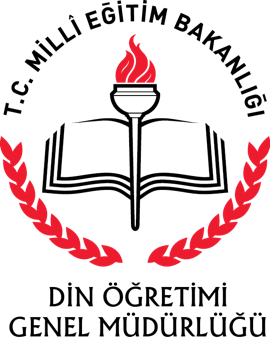 T.C. MİLLÎ EĞİTİM BAKANLIĞI
DİN ÖĞRETİMİ
GENEL MÜDÜRLÜĞÜ